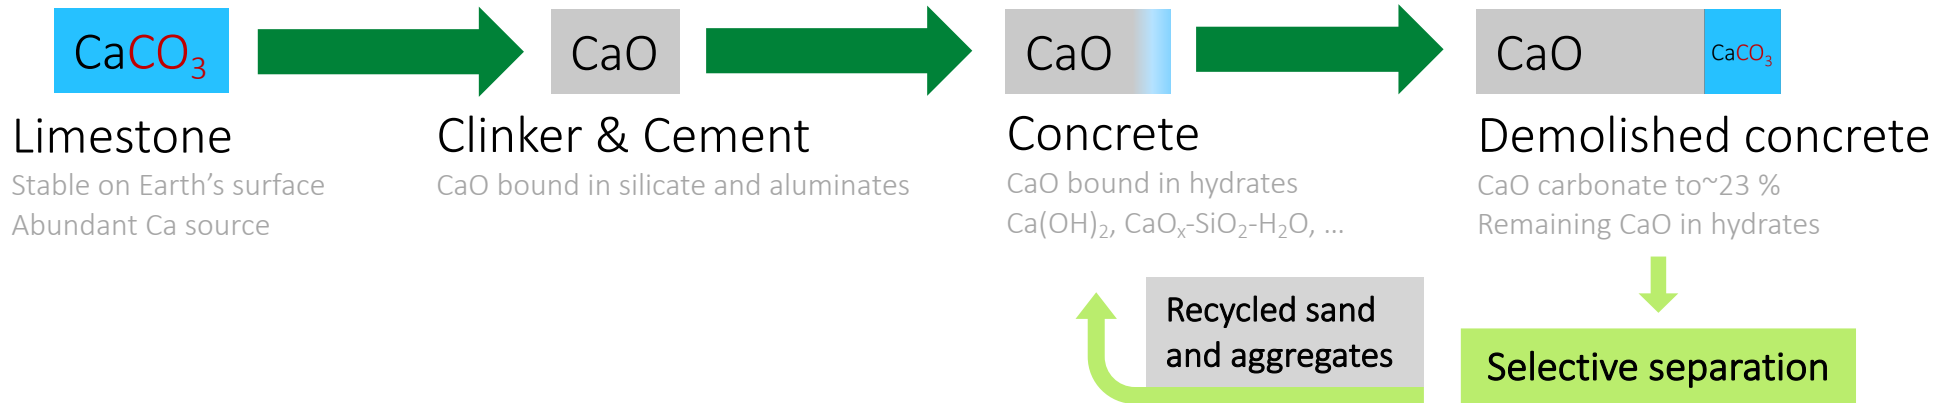 CaCO₃
CaO
CaO
CaO
CaCO₃
Limestone
Stable on Earth’s surface
Abundant Ca source
Clinker & Cement
CaO bound in silicate and aluminates
Concrete
CaO bound in hydrates
Ca(OH)₂, CaOₓ-SiO₂-H₂O, ...
Demolished concrete
CaO carbonate to~23 %
Remaining CaO in hydrates
Recycled sand
and aggregates
Selective separation